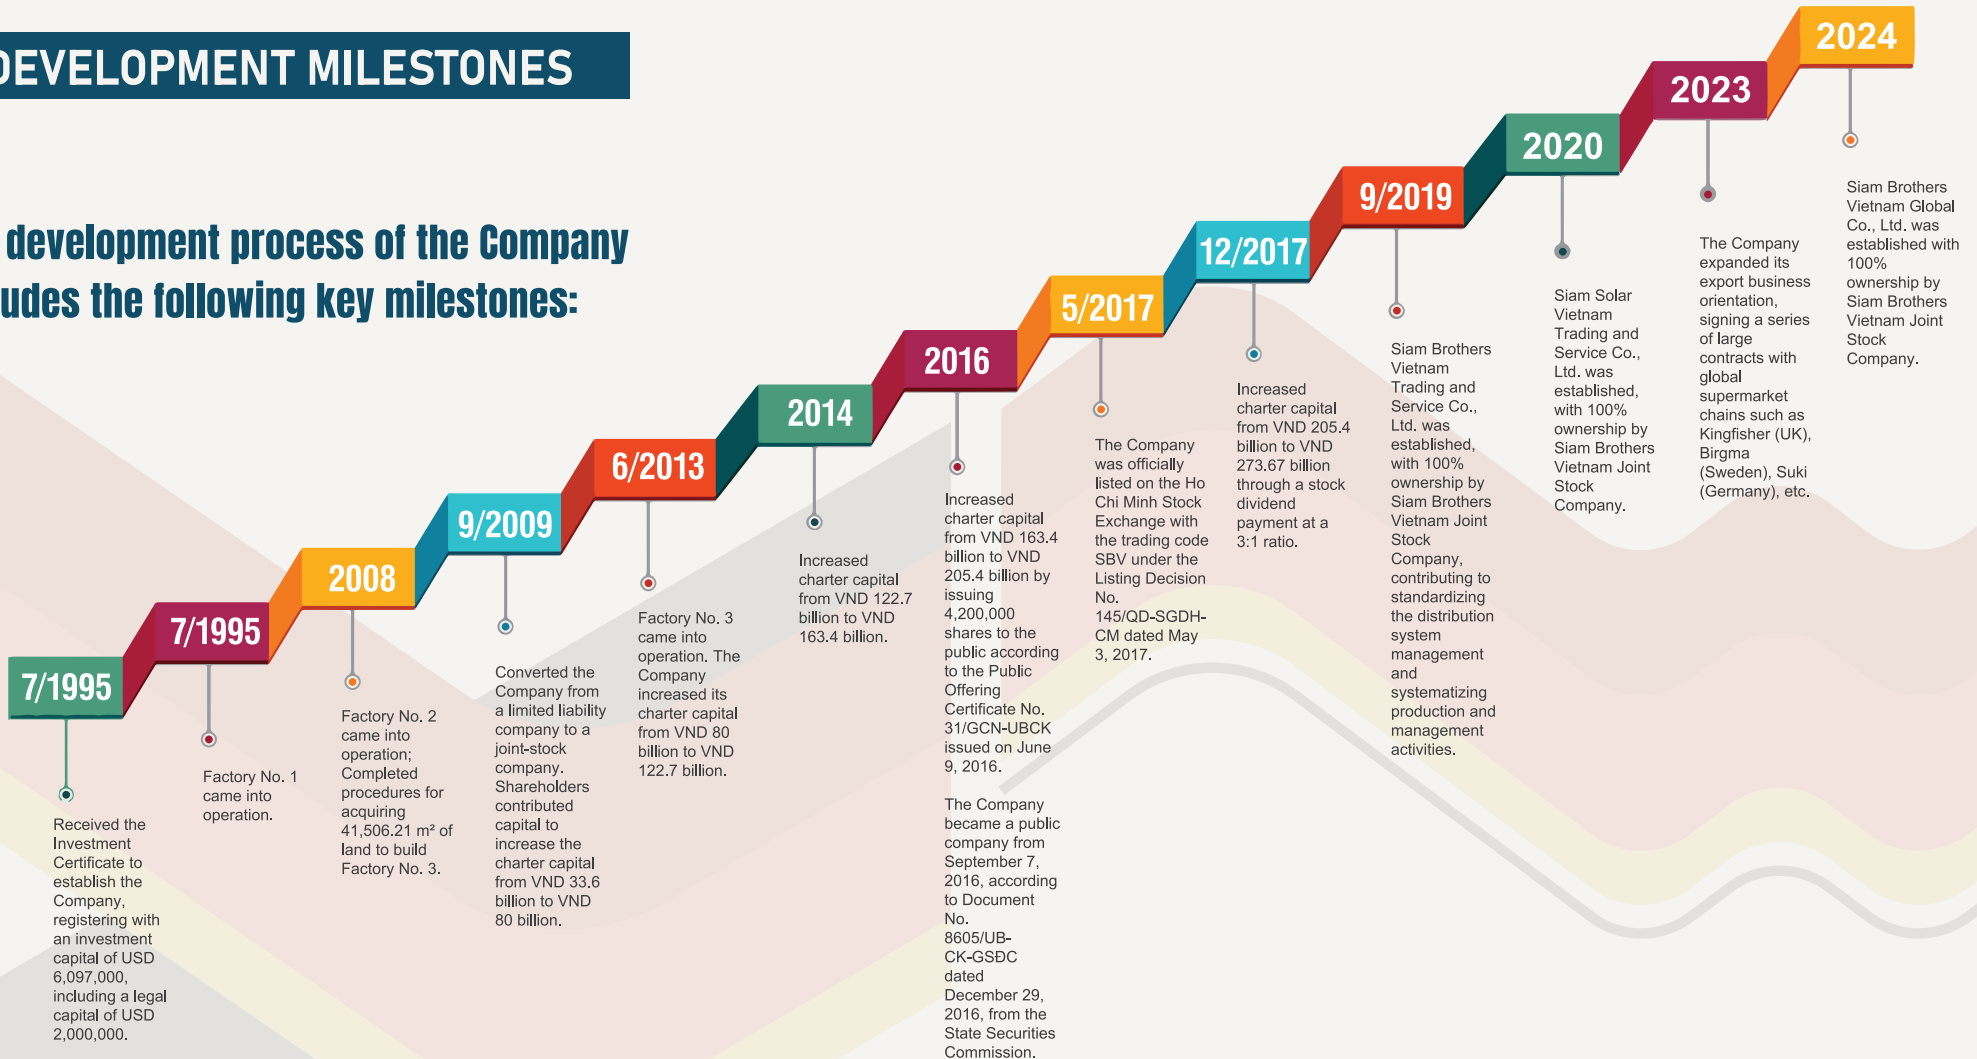 DEVELOPMENT MILESTONES
development process of the Company
udes the following key milestones:
7/1995
Received the
Investment
Certificate to
establish the
Company,
registering with
an investment
capital of USD
6,097,000,
including a legal
capital of USD
2,000,000.
7/1995
Factory No. 1
came into
operation.
2008
Factory No. 2
came into
operation;
Completed
procedures for
acquiring
41,506.21 m² of
land to build
Factory No. 3.
9/2009
Converted the
Company from
a limited liability
company to a
joint-stock
company.
Shareholders
contributed
capital to
increase the
charter capital
from VND 33.6
billion to VND
80 billion.
6/2013
Factory No. 3
came into
operation. The
Company
increased its
charter capital
from VND 80
billion to VND
122.7 billion.
2014
Increased
charter capital
from VND 122.7
billion to VND
163.4 billion.
2016
Increased
charter capital
from VND 163.4
billion to VND
205.4 billion by
issuing
4,200,000
shares to the
public according
to the Public
Offering
Certificate No.
31/GCN-UBCK
issued on June
9, 2016.
The Company
became a public
company from
September 7,
2016, according
to Document
No.
8605/UB-
CK-GSĐC
dated
December 29,
2016, from the
State Securities
Commission.
5/2017
The Company
was officially
listed on the Ho
Chi Minh Stock
Exchange with
the trading code
SBV under the
Listing Decision
No.
145/QD-SGDH-
CM dated May
3, 2017.
12/2017
Increased
charter capital
from VND 205.4
billion to VND
273.67 billion
through a stock
dividend
payment at a
3:1 ratio.
9/2019
Siam Brothers
Vietnam
Trading and
Service Co.,
Ltd. was
established,
with 100%
ownership by
Siam Brothers
Vietnam Joint
Stock
Company,
contributing to
standardizing
the distribution
system
management
and
systematizing
production and
management
activities.
2020
Siam Solar
Vietnam
Trading and
Service Co.,
Ltd. was
established,
with 100%
ownership by
Siam Brothers
Vietnam Joint
Stock
Company.
2023
The Company
expanded its
export business
orientation,
signing a series
of large
contracts with
global
supermarket
chains such as
Kingfisher (UK),
Birgma
(Sweden), Suki
(Germany), etc.
2024
Siam Brothers
Vietnam Global
Co., Ltd. was
established with
100%
ownership by
Siam Brothers
Vietnam Joint
Stock
Company.